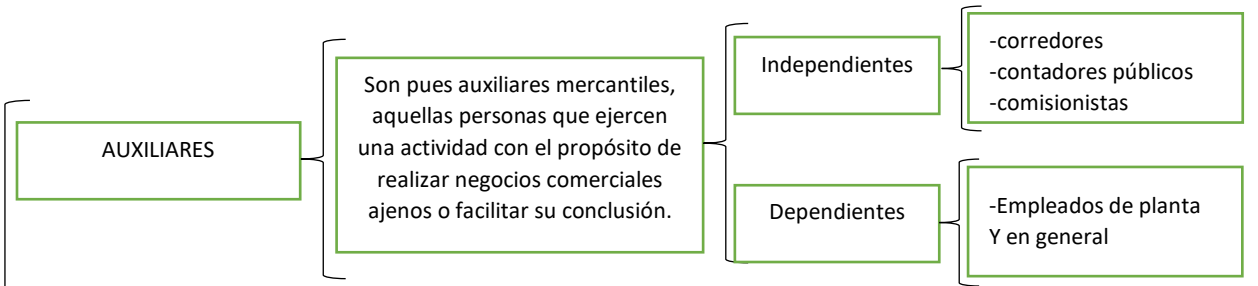 AUXILIARES
Son pues auxiliares mercantiles,
aquellas personas que ejercen
una actividad con el propósito de
realizar negocios comerciales
ajenos o facilitar su conclusión.
Independientes
-corredores
-contadores públicos
-comisionistas
Dependientes
-Empleados de planta
Y en general